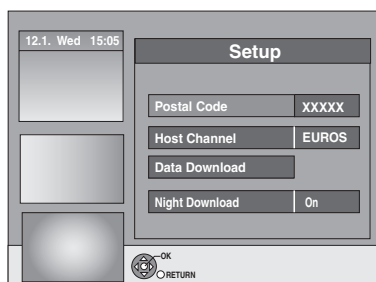 12.1. Wed 15:05
Setup
Postal Code XXXXX
Host Channel EUROS
Data Download
Night Download On
OK
RETURN